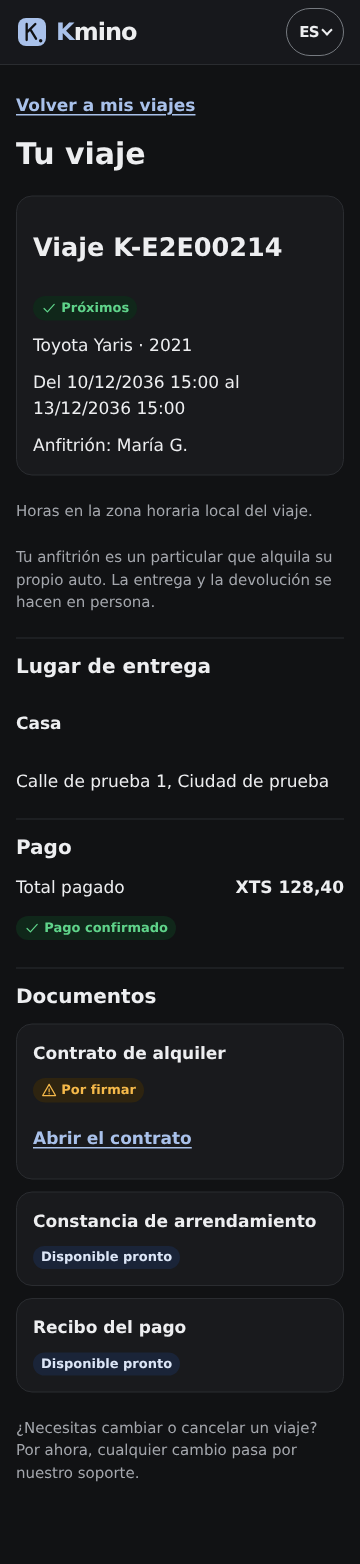 K. Kmino
ES
Volver a mis viajes
Tu viaje
Viaje K-E2E00214
Próximos
Toyota Yaris · 2021
Del 10/12/2036 15:00 al
13/12/2036 15:00
Anfitrión: María G.
Horas en la zona horaria local del viaje.
Tu anfitrión es un particular que alquila su
propio auto. La entrega y la devolución se
hacen en persona.
Lugar de entrega
Casa
Calle de prueba 1, Ciudad de prueba
Pago
Total pagado XTS 128,40
Pago confirmado
Documentos
Contrato de alquiler
Por firmar
Abrir el contrato
Constancia de arrendamiento
Disponible pronto
Recibo del pago
Disponible pronto
¿Necesitas cambiar o cancelar un viaje?
Por ahora, cualquier cambio pasa por
nuestro soporte.